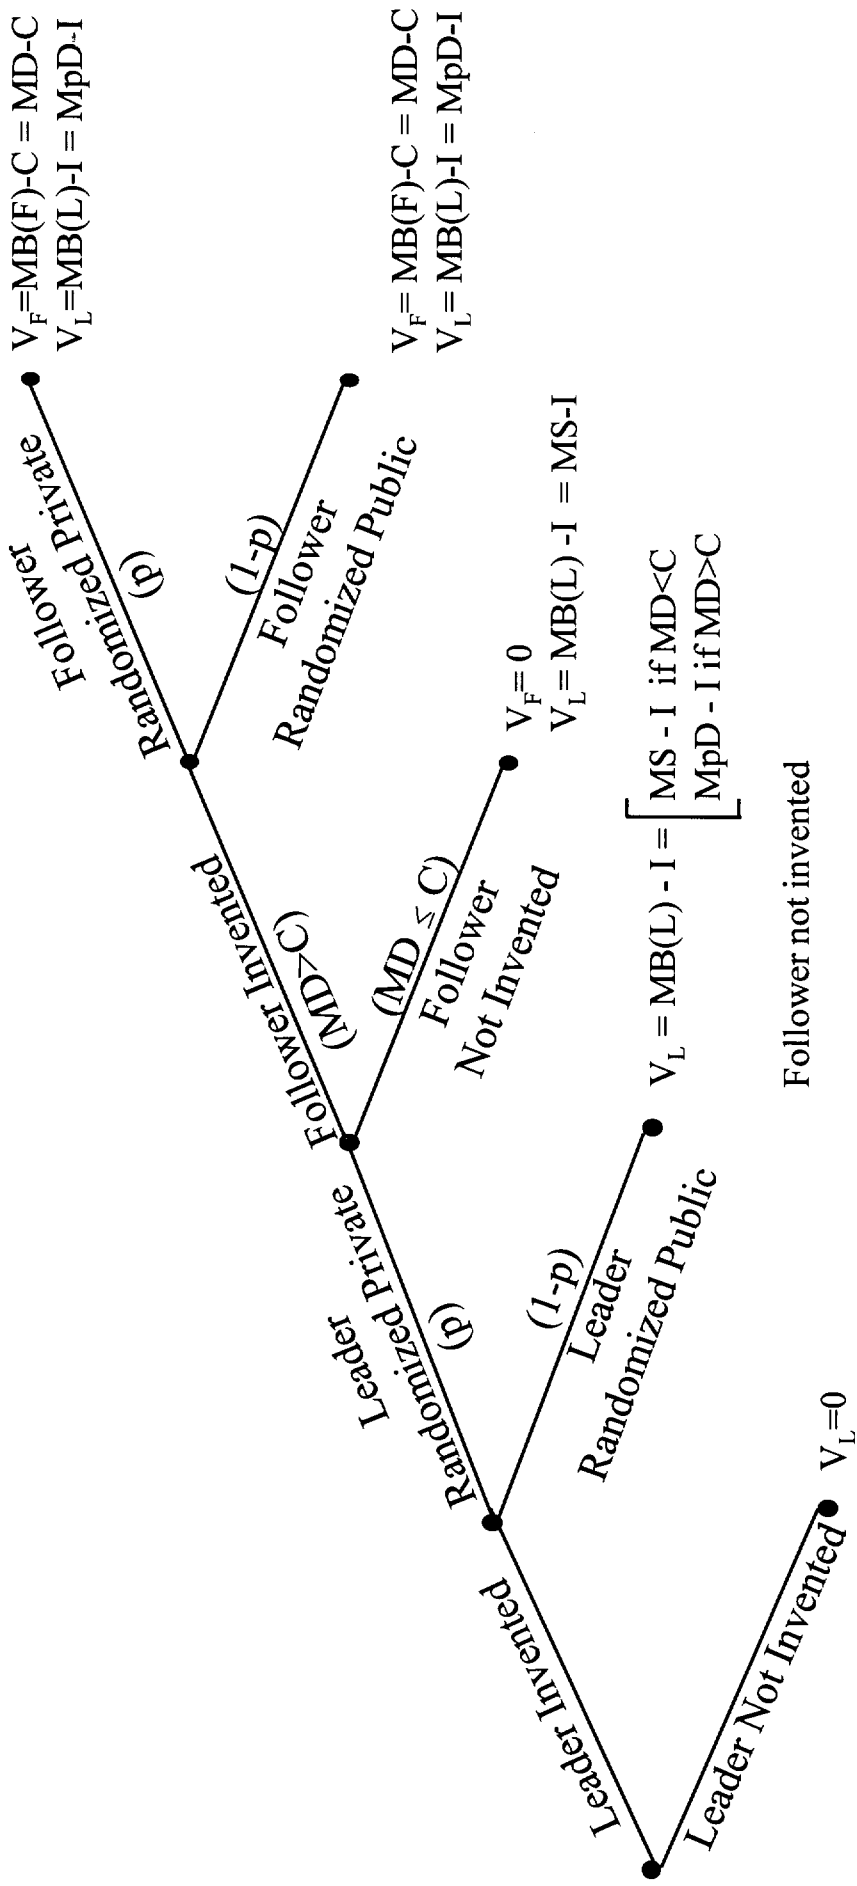 Leader Invented
Leader Not Invented
V_L=0
Leader
Randomized Private
(p)
(1-p)
Leader
Randomized Public
V_L = MB(L) - I = MS - I if MD<C
MpD - I if MD>C
Follower not invented
Follower Invented
(MD>C)
(MD ≤ C)
Follower
Not Invented
V_F= 0
V_L= MB(L) -I = MS-I
Follower
Randomized Private
(p)
(1-p)
Follower
Randomized Public
V_F=MB(F)-C = MD-C
V_L=MB(L)-I = MpD-I
V_F= MB(F)-C = MD-C
V_L= MB(L)-I = MpD-I